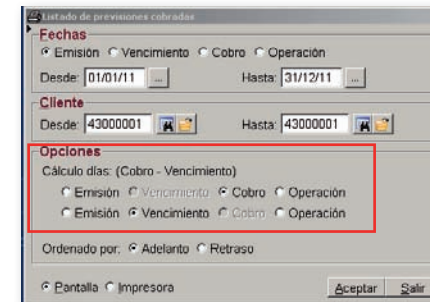 Listado de previsiones cobradas
Fechas
Emisión Vencimiento Cobro Operación
Desde: 01/01/11 ... Hasta: 31/12/11 ...
Cliente
Desde: 43000001 Hasta: 43000001
Opciones
Cálculo días: (Cobro - Vencimiento)
Emisión Vencimiento Cobro Operación
Emisión Vencimiento Cobro Operación
Ordenado por: Adelanto Retraso
Pantalla Impresora Aceptar Salir